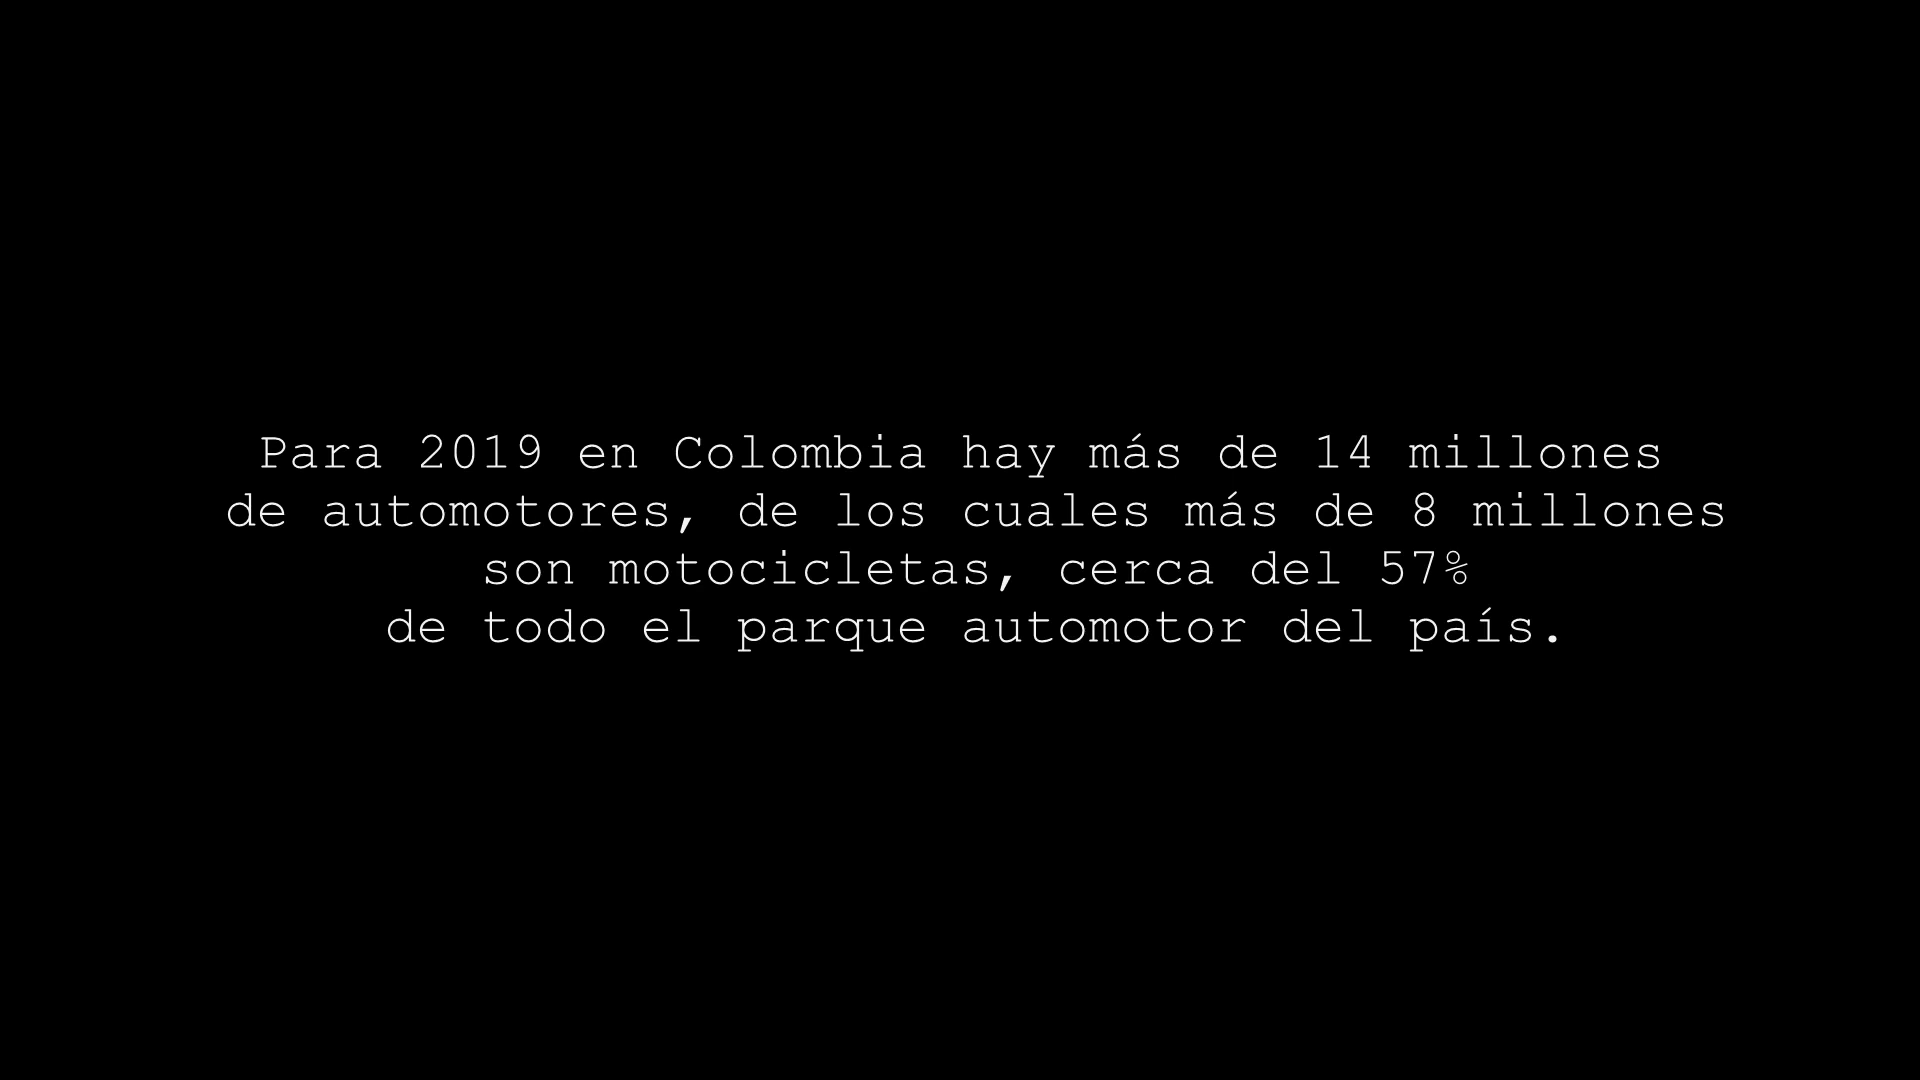 Para 2019 en Colombia hay más de 14 millones
de automotores, de los cuales más de 8 millones
son motocicletas, cerca del 57%
de todo el parque automotor del país.